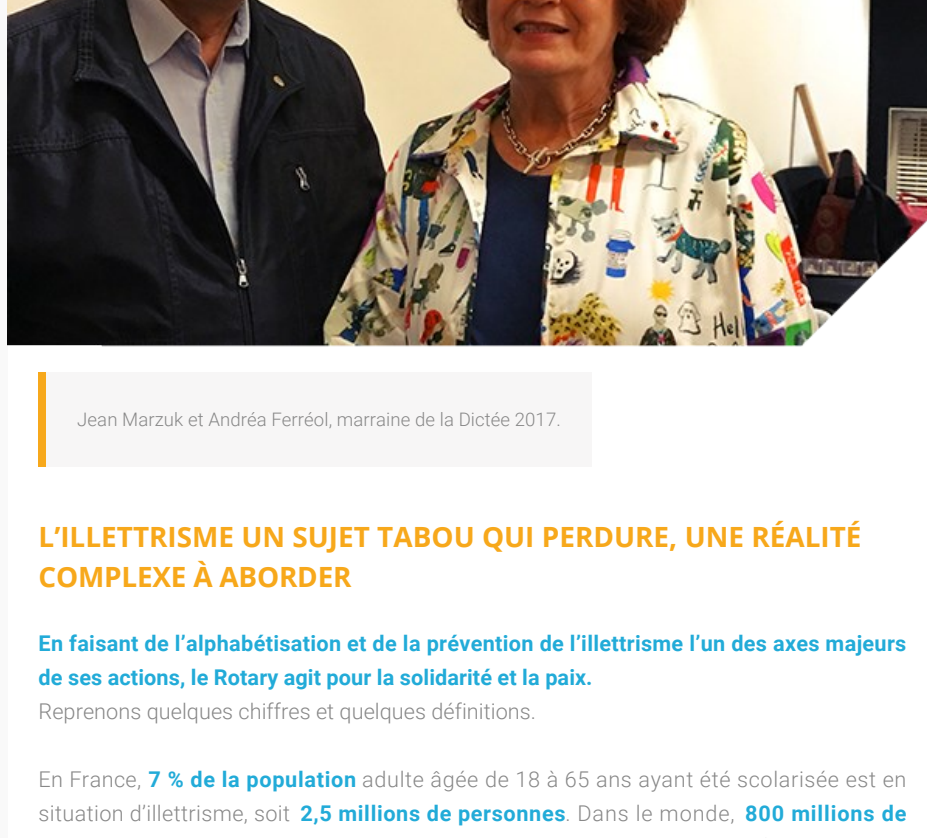 Hel
Jean Marzuk et Andréa Ferréol, marraine de la Dictée 2017.
L’ILLETTRISME UN SUJET TABOU QUI PERDURE, UNE RÉALITÉ
COMPLEXE À ABORDER
En faisant de l’alphabétisation et de la prévention de l’illettrisme l’un des axes majeurs
de ses actions, le Rotary agit pour la solidarité et la paix.
Reprenons quelques chiffres et quelques définitions.
En France, 7 % de la population adulte âgée de 18 à 65 ans ayant été scolarisée est en
situation d’illettrisme, soit 2,5 millions de personnes. Dans le monde, 800 millions de